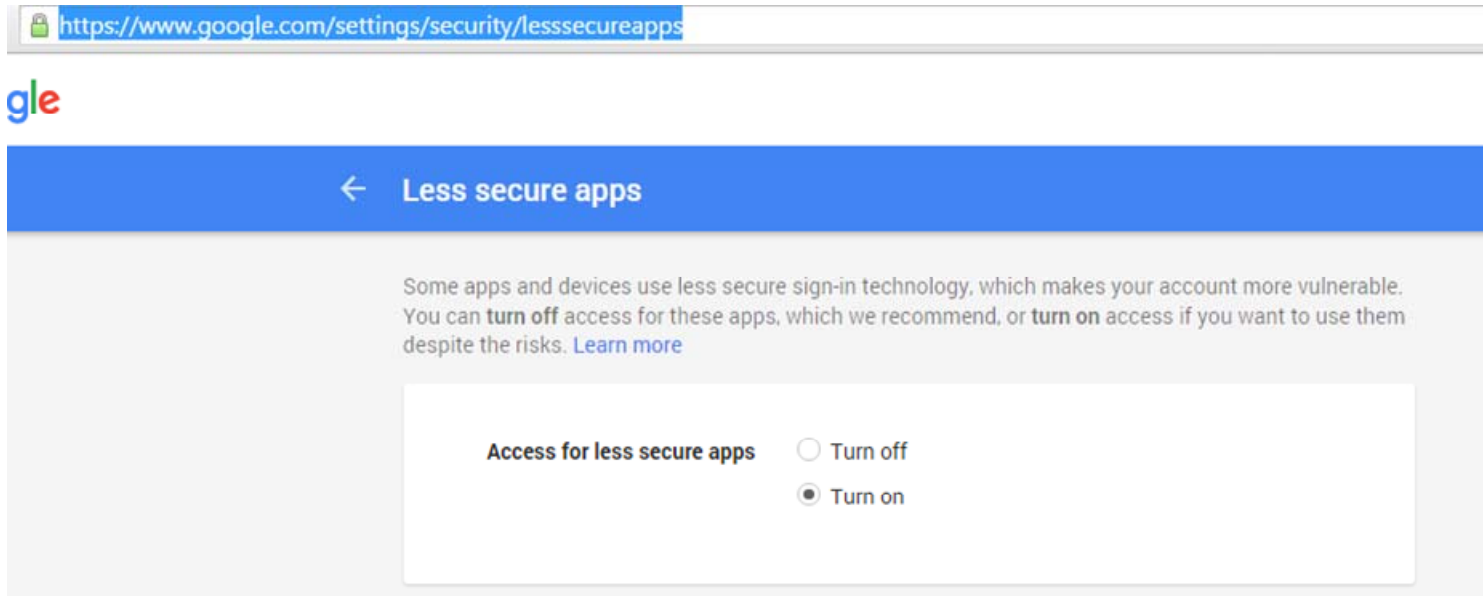 https://www.google.com/settings/security/lesssecureapps
gle
Less secure apps
Some apps and devices use less secure sign-in technology, which makes your account more vulnerable.
You can turn off access for these apps, which we recommend, or turn on access if you want to use them
despite the risks. Learn more
Access for less secure apps Turn off
Turn on